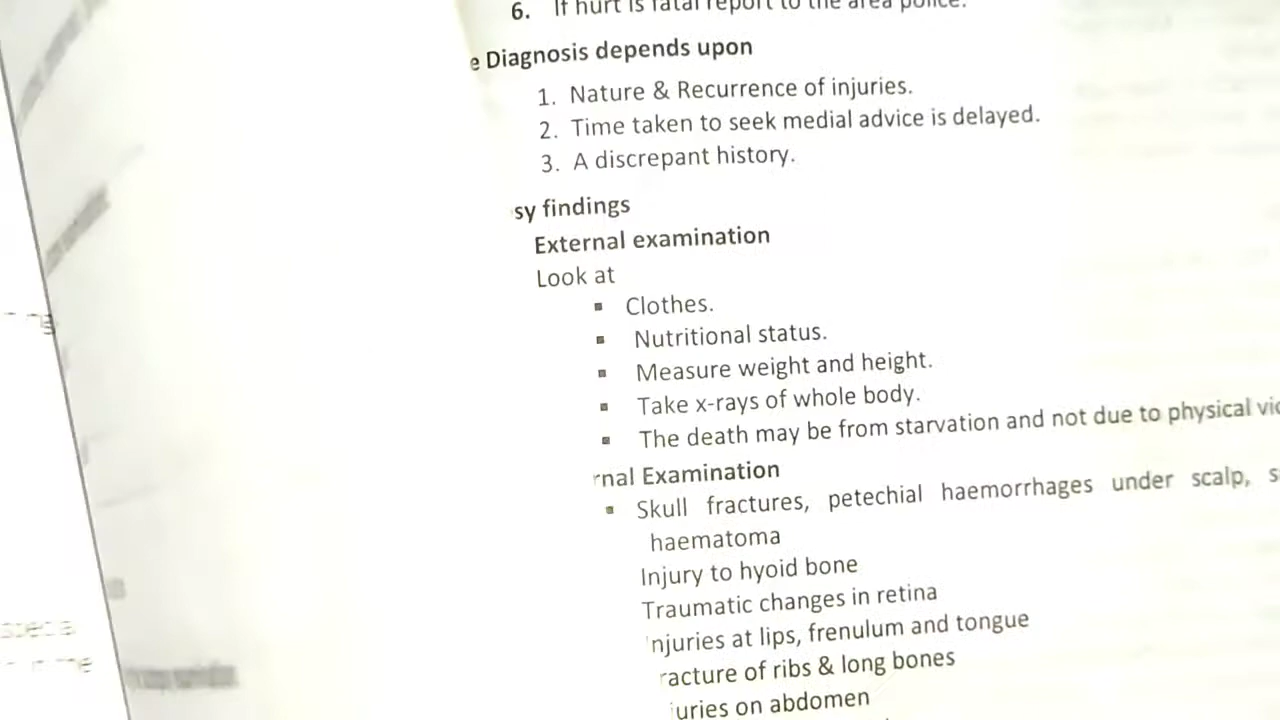 6. If hurt is fatal report to the area police.
e Diagnosis depends upon
1. Nature & Recurrence of injuries.
2. Time taken to seek medial advice is delayed.
3. A discrepant history.
sy findings
External examination
Look at
▪ Clothes.
▪ Nutritional status.
▪ Measure weight and height.
▪ Take x-rays of whole body.
▪ The death may be from starvation and not due to physical
rnal Examination
▪ Skull fractures, petechial haemorrhages under scalp,
haematoma
Injury to hyoid bone
Traumatic changes in retina
njuries at lips, frenulum and tongue
racture of ribs & long bones
juries on abdomen